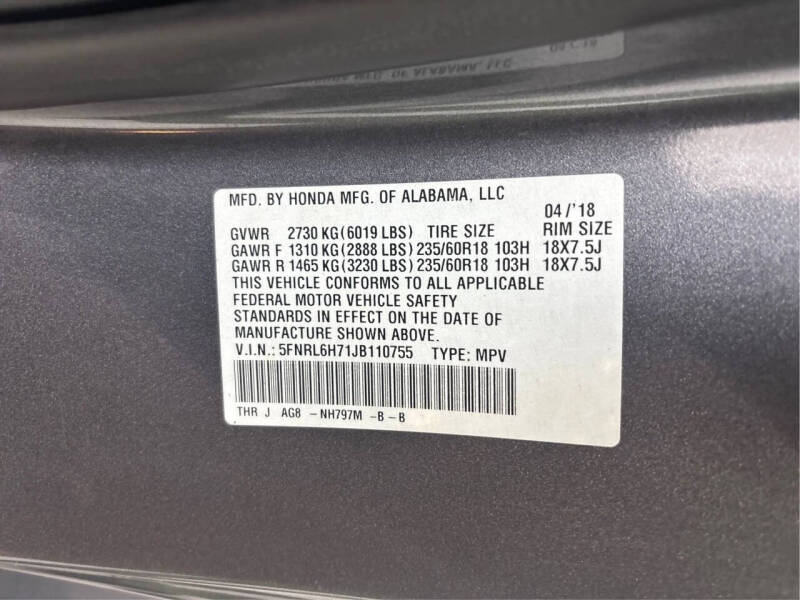 MFD. BY HONDA MFG. OF ALABAMA, LLC
04/'18
GVWR 2730 KG(6019 LBS) TIRE SIZE RIM SIZE
GAWR F 1310 KG(2888 LBS) 235/60R18 103H 18X7.5J
GAWR R 1465 KG(3230 LBS) 235/60R18 103H 18X7.5J
THIS VEHICLE CONFORMS TO ALL APPLICABLE
FEDERAL MOTOR VEHICLE SAFETY
STANDARDS IN EFFECT ON THE DATE OF
MANUFACTURE SHOWN ABOVE.
V.I.N.: 5FNRL6H71JB110755 TYPE: MPV
THR J AG8 -NH797M -B-B